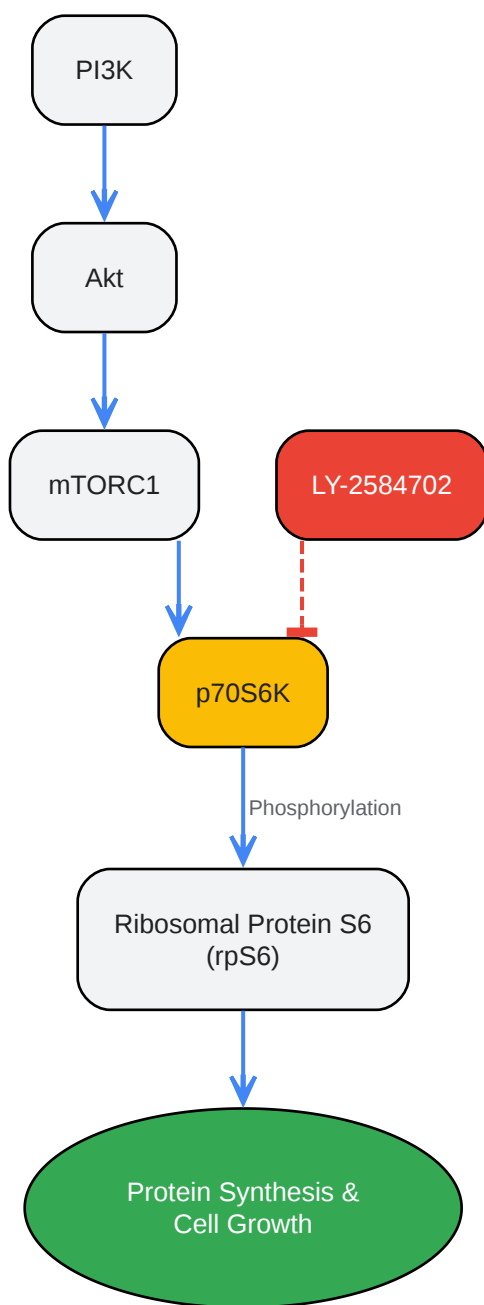 PI3K
Akt
mTORC1
LY-2584702
p70S6K
Phosphorylation
Ribosomal Protein S6
(rpS6)
Protein Synthesis &
Cell Growth